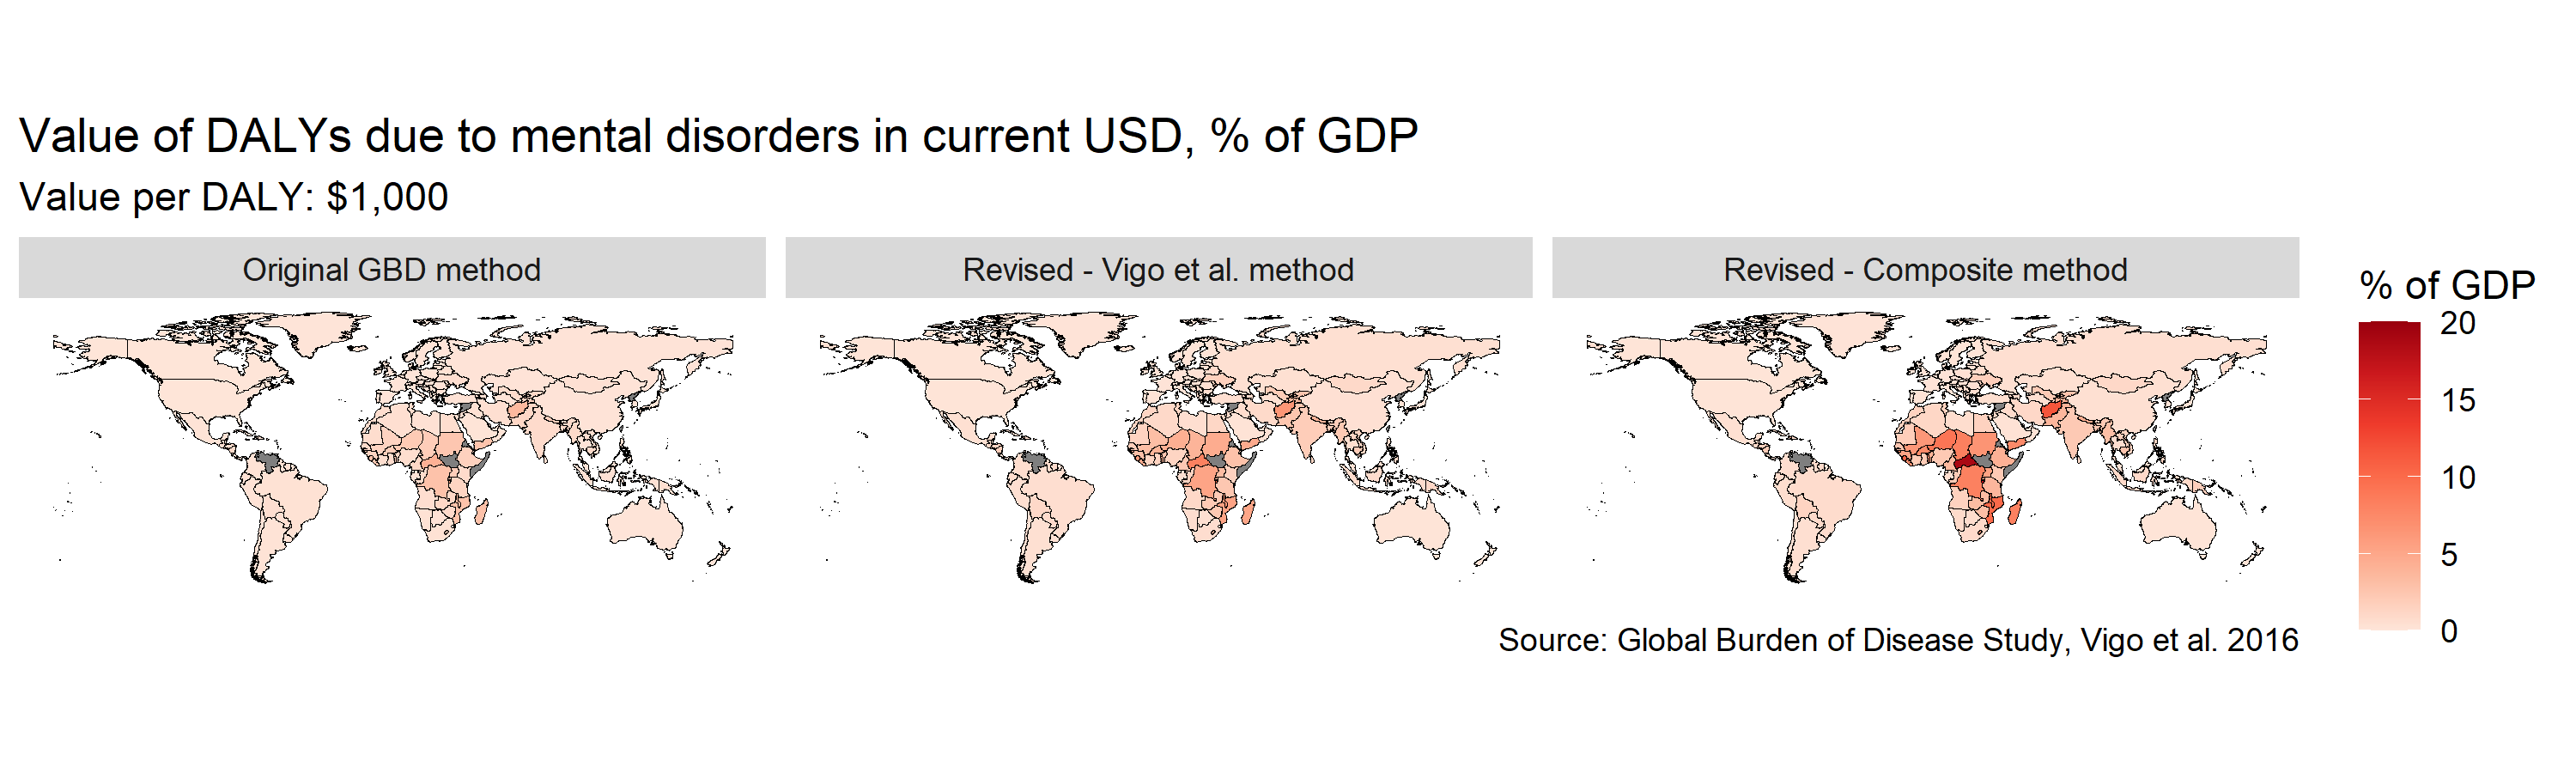 Value of DALYs due to mental disorders in current USD, % of GDP
Value per DALY: $1,000
Original GBD method
Revised - Vigo et al. method
Revised - Composite method
% of GDP
20
15
10
5
0
Source: Global Burden of Disease Study, Vigo et al. 2016